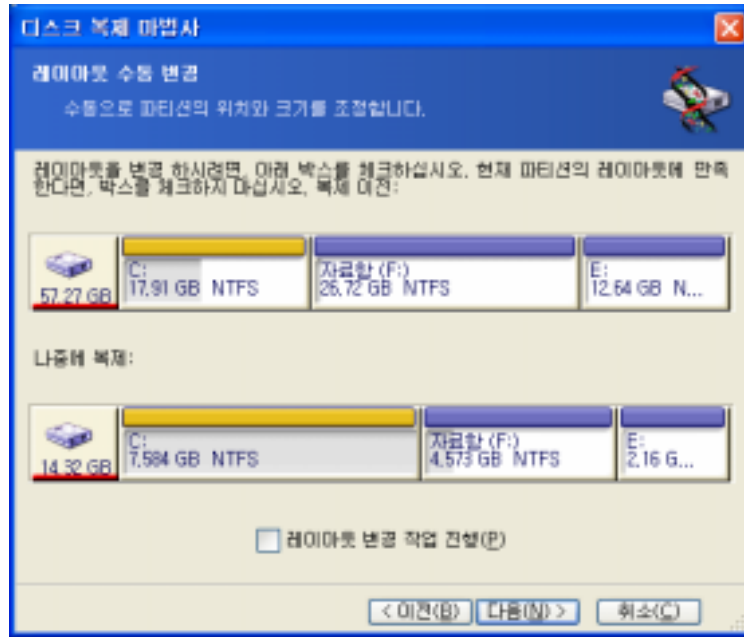 디스크 복제 마법사
레이아웃 수동 변경
수동으로 파티션의 위치와 크기를 조정합니다.
레이아웃을 변경 하시려면, 아래 박스를 체크하십시오. 현재 파티션의 레이아웃에 만족
한다면, 박스를 체크하지 마십시오. 복제 이전:
57.27 GB
C:
17.91 GB NTFS
자료함 (F:)
26.72 GB NTFS
E:
12.64 GB N...
나중에 복제:
14.32 GB
C:
7.584 GB NTFS
자료함 (F:)
4.573 GB NTFS
E:
2.16 G...
레이아웃 변경 작업 진행(P)
< 이전(B) 다음(N) > 취소(C)